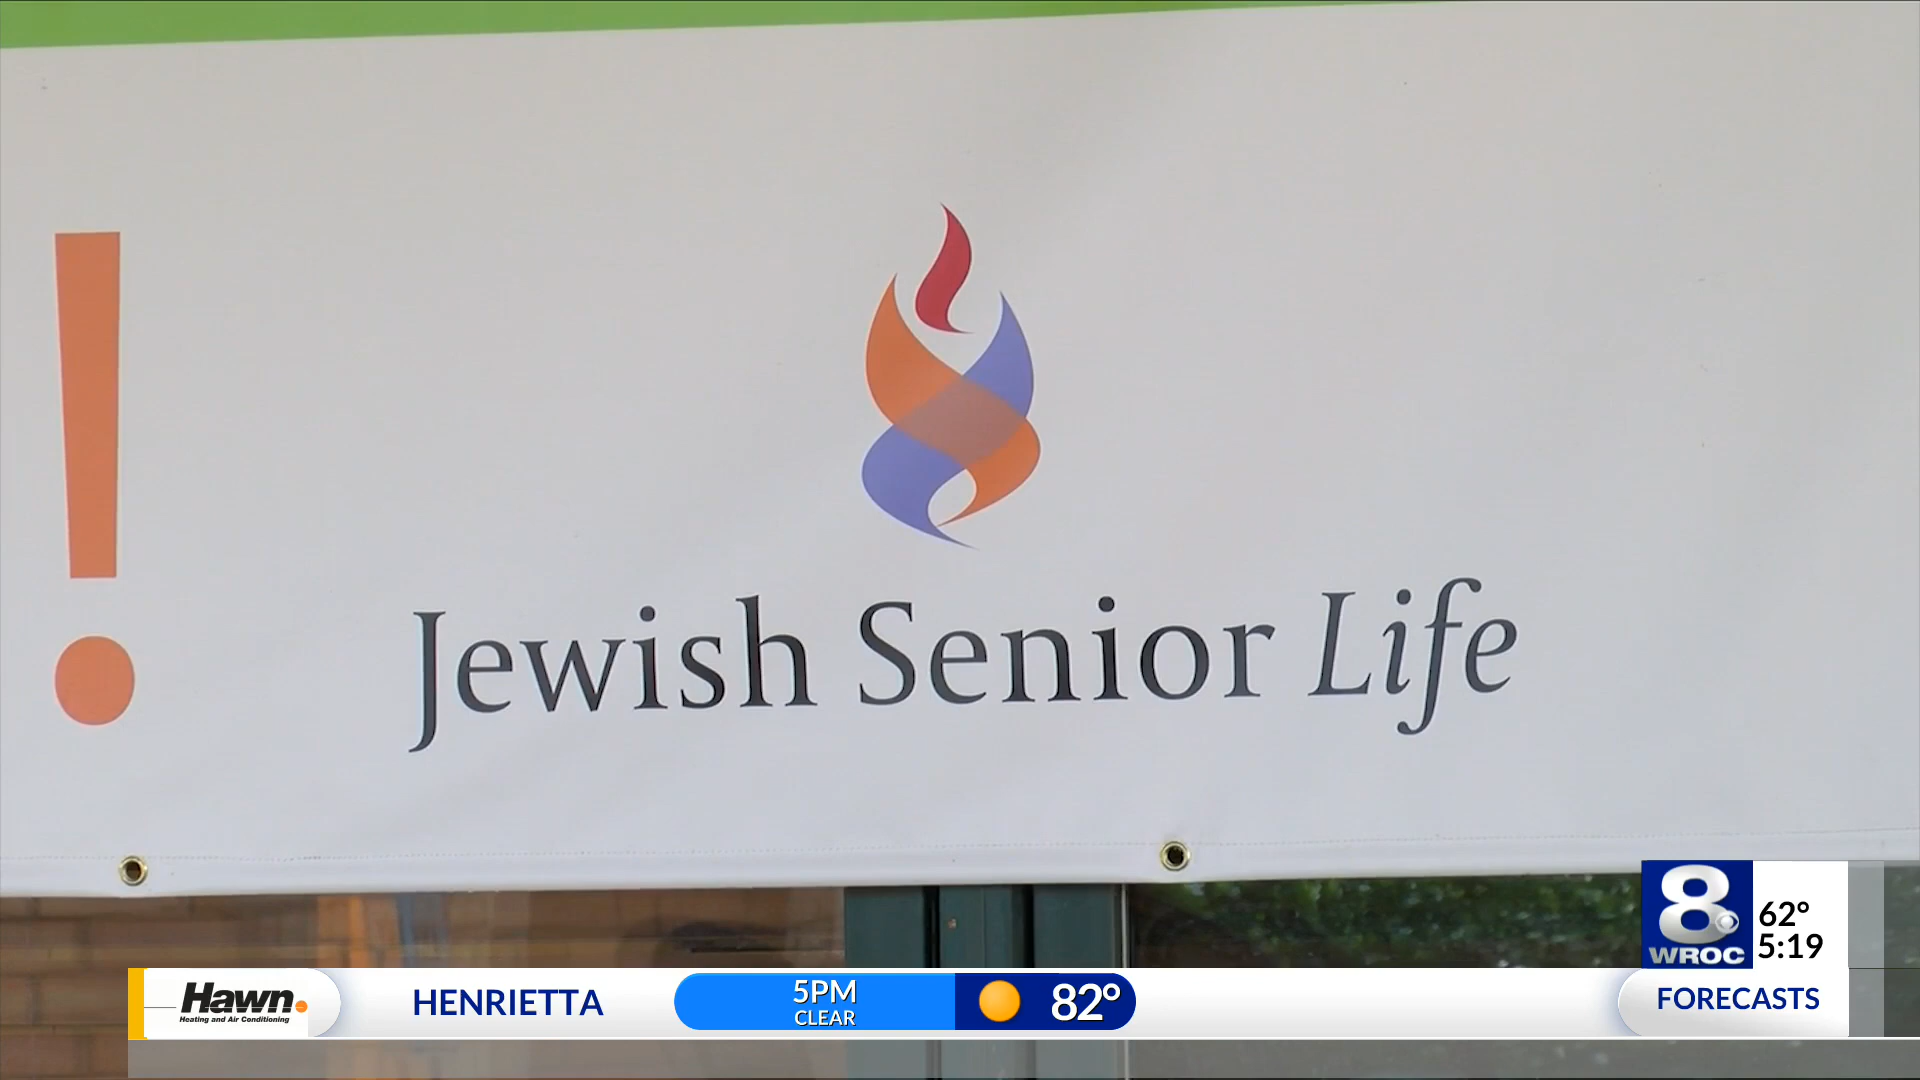 !
Jewish Senior Life
8
WROC
62°
5:19
Hawn
Heating and Air Conditioning
HENRIETTA
5PM
CLEAR
82°
FORECASTS